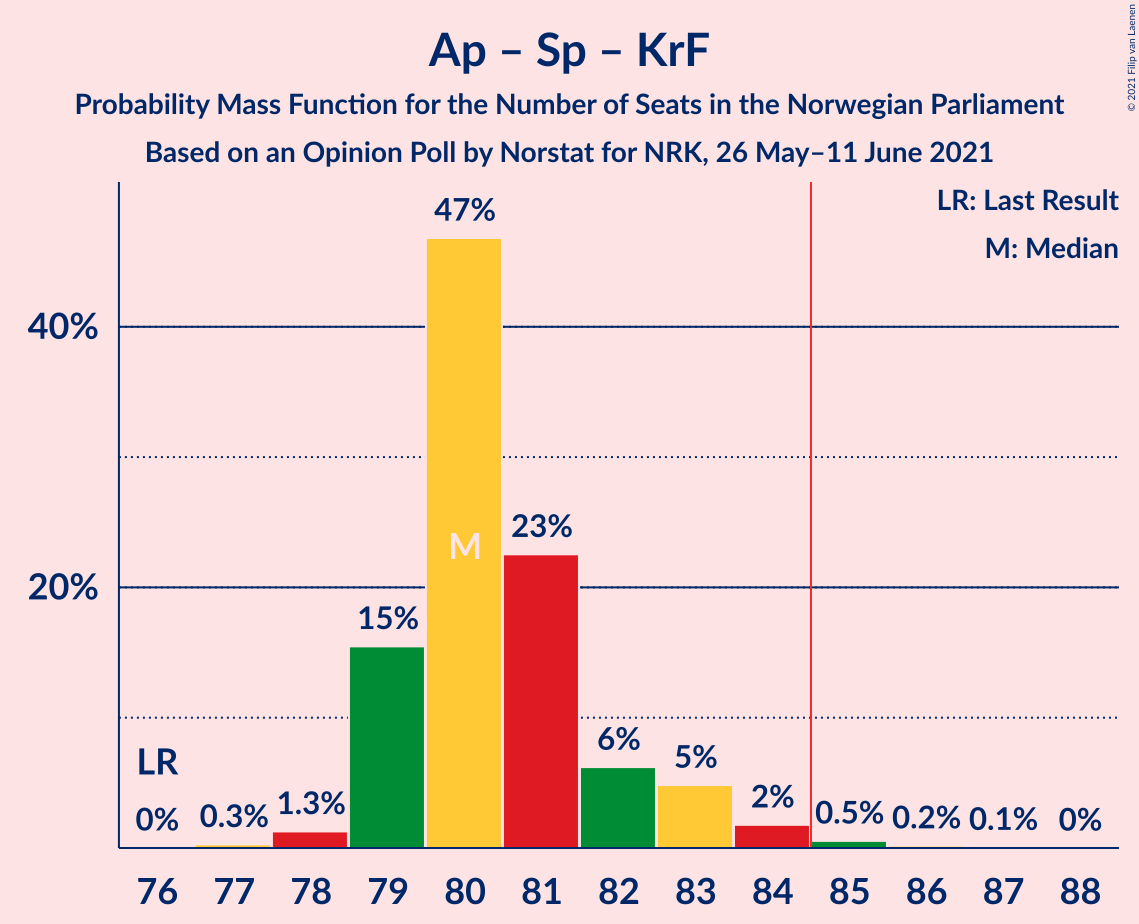 Ap – Sp – KrF
Probability Mass Function for the Number of Seats in the Norwegian Parliament
Based on an Opinion Poll by Norstat for NRK, 26 May–11 June 2021
© 2021 Filip van Laenen
LR: Last Result
M: Median
47%
40%
M
23%
20%
15%
LR
6%
5%
0%
0.3%
1.3%
2%
0.5%
0.2%
0.1%
0%
76 77 78 79 80 81 82 83 84 85 86 87 88